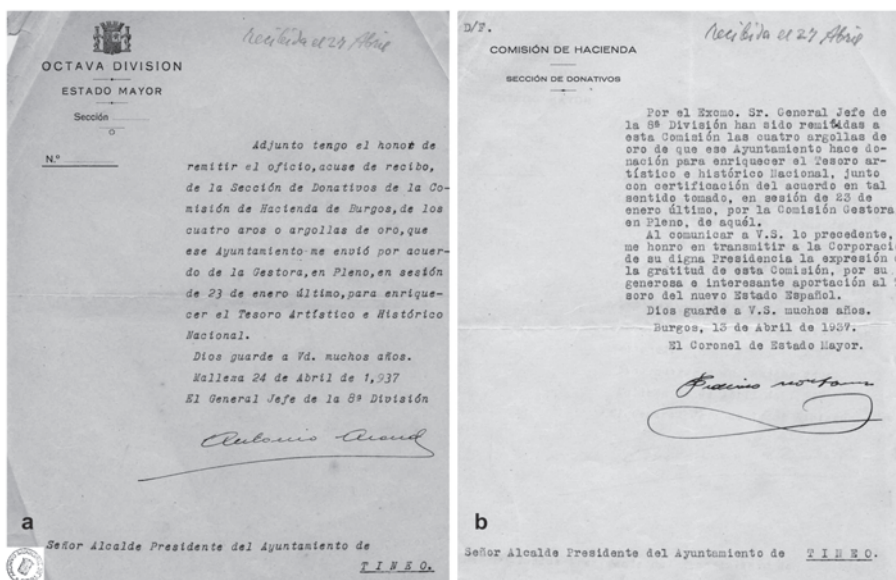 recibida el 27 Abril
OCTAVA DIVISION
ESTADO MAYOR
Sección
N.º
Adjunto tengo el honor de
remitir el oficio, acuse de recibo,
de la Sección de Donativos de la Co-
misión de Hacienda de Burgos, de los
cuatro aros o argollas de oro, que
ese Ayuntamiento me envió por acuer-
do de la Gestora, en Pleno, en sesión
de 23 de enero último, para enrique-
cer el Tesoro Artístico e Histórico
Nacional.
Dios guarde a Vd. muchos años.
24 de Abril de 1,937
El General Jefe de la 8ª División
Antonio Aranda
a
Señor Alcalde Presidente del Ayuntamiento de
TINEO.
D/B.
recibida el 27 Abril
COMISIÓN DE HACIENDA
SECCIÓN DE DONATIVOS
Por el Excmo. Sr. General Jefe de
la 8ª División han sido remitidas a
esta Comisión las cuatro argollas de
oro de que ese Ayuntamiento hace do-
nación para enriquecer el Tesoro ar-
tístico e histórico Nacional, junto
con certificación del acuerdo en tal
sentido tomado, en sesión de 23 de
enero último, por la Comisión Gestora
en Pleno, de aquél.
Al comunicar a V.S. lo precedente,
me honro en transmitir a la Corporació
de su digna Presidencia la expresión
la gratitud de esta Comisión, por su
generosa e interesante aportación al
soro del nuevo Estado Español.
Dios guarde a V.S. muchos años.
Burgos, 13 de Abril de 1937.
El Coronel de Estado Mayor.
b
Señor Alcalde Presidente del Ayuntamiento de TINEO.